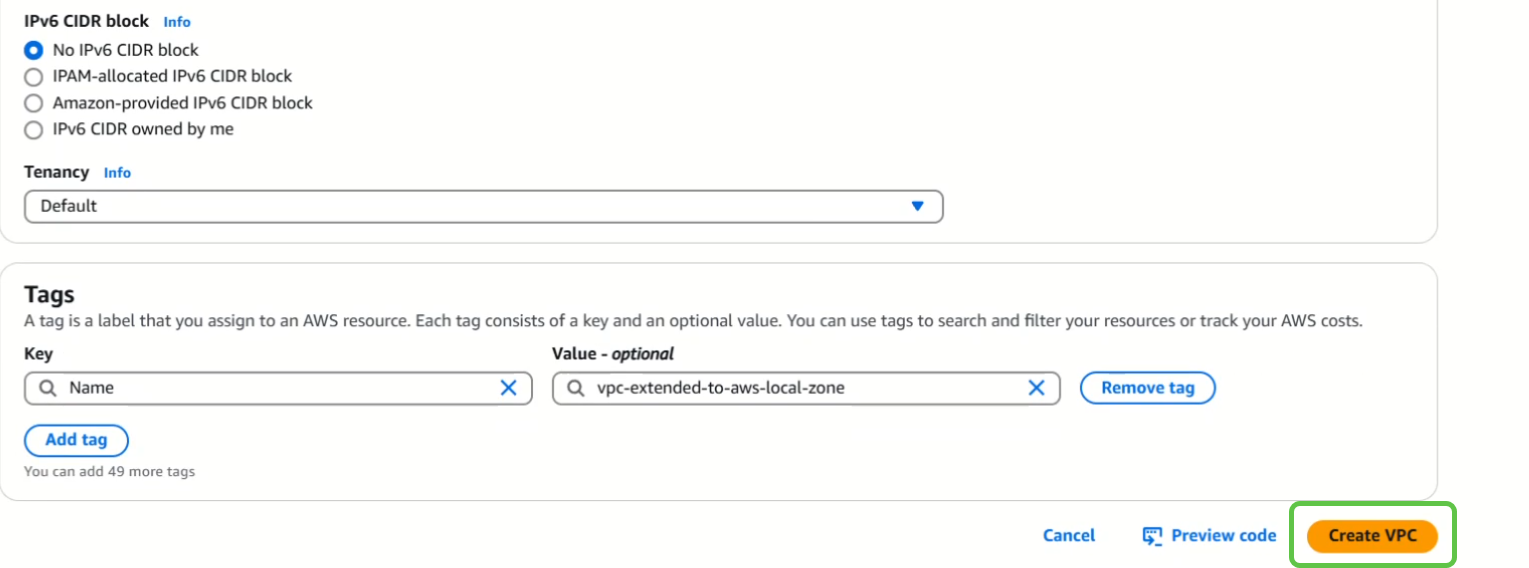 IPv6 CIDR block Info
No IPv6 CIDR block
IPAM-allocated IPv6 CIDR block
Amazon-provided IPv6 CIDR block
IPv6 CIDR owned by me
Tenancy Info
Default
Tags
A tag is a label that you assign to an AWS resource. Each tag consists of a key and an optional value. You can use tags to search and filter your resources or track your AWS costs.
Key Value - optional
Name vpc-extended-to-aws-local-zone Remove tag
Add tag
You can add 49 more tags
Cancel Preview code Create VPC